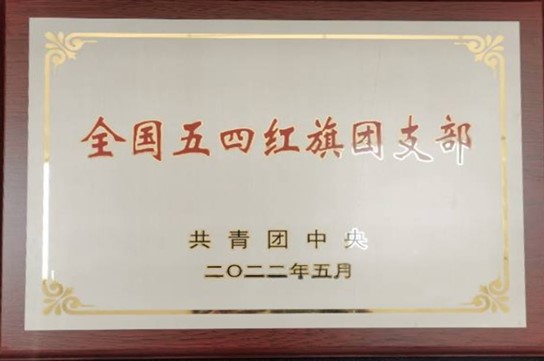 全国五四红旗团支部
共青团中央
二〇二二年五月